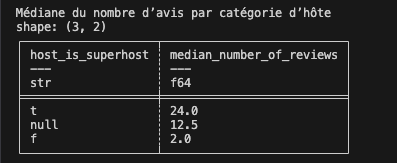 Médiane du nombre d’avis par catégorie d’hôte
shape: (3, 2)
host_is_superhost median_number_of_reviews
--- ---
str f64
t 24.0
null 12.5
f 2.0